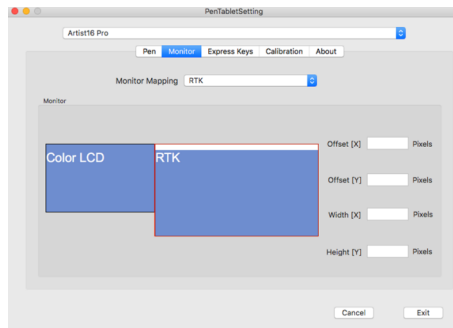 PenTabletSetting
Artist16 Pro
Pen Monitor Express Keys Calibration About
Monitor Mapping RTK
Monitor
Color LCD RTK
Offset [X] Pixels
Offset [Y] Pixels
Width [X] Pixels
Height [Y] Pixels
Cancel Exit